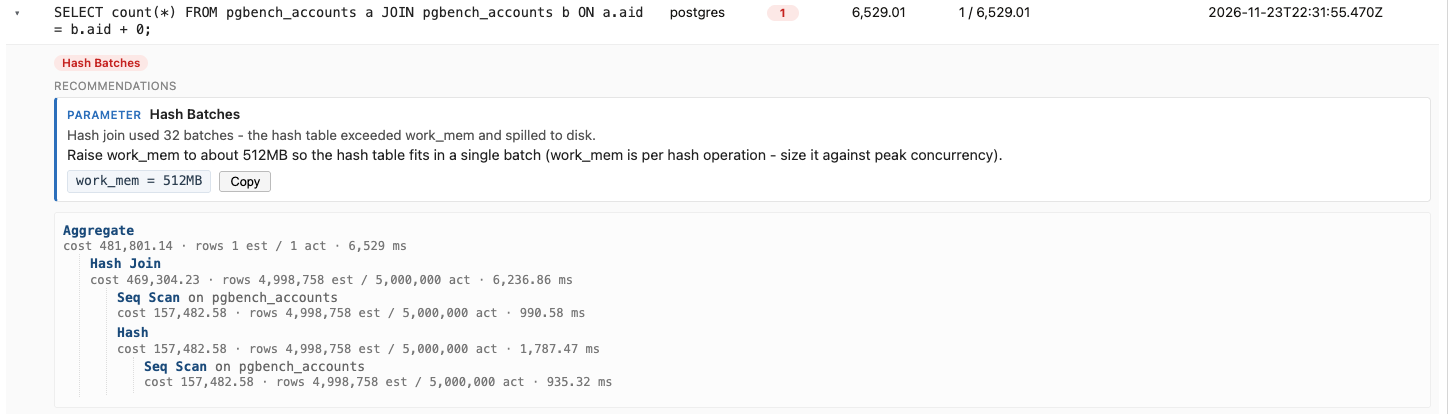 ▾ SELECT count(*) FROM pgbench_accounts a JOIN pgbench_accounts b ON a.aid postgres 1 6,529.01 1 / 6,529.01 2026-11-23T22:31:55.470Z
= b.aid + 0;
Hash Batches
RECOMMENDATIONS
PARAMETER Hash Batches
Hash join used 32 batches - the hash table exceeded work_mem and spilled to disk.
Raise work_mem to about 512MB so the hash table fits in a single batch (work_mem is per hash operation - size it against peak concurrency).
work_mem = 512MB Copy
Aggregate
cost 481,801.14 · rows 1 est / 1 act · 6,529 ms
Hash Join
cost 469,304.23 · rows 4,998,758 est / 5,000,000 act · 6,236.86 ms
Seq Scan on pgbench_accounts
cost 157,482.58 · rows 4,998,758 est / 5,000,000 act · 990.58 ms
Hash
cost 157,482.58 · rows 4,998,758 est / 5,000,000 act · 1,787.47 ms
Seq Scan on pgbench_accounts
cost 157,482.58 · rows 4,998,758 est / 5,000,000 act · 935.32 ms